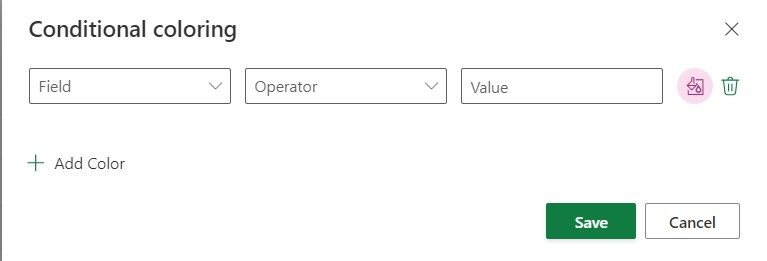 Conditional coloring
Field Operator Value
Add Color
Save Cancel